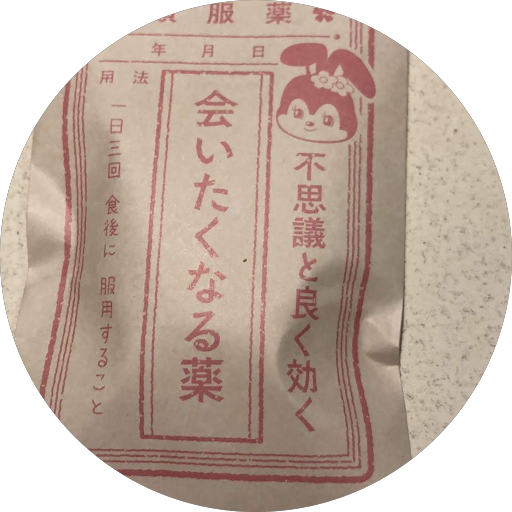 服薬
年 月 日
不思議と良く効く
会いたくなる薬
用法
一日三回 食後に 服用すること